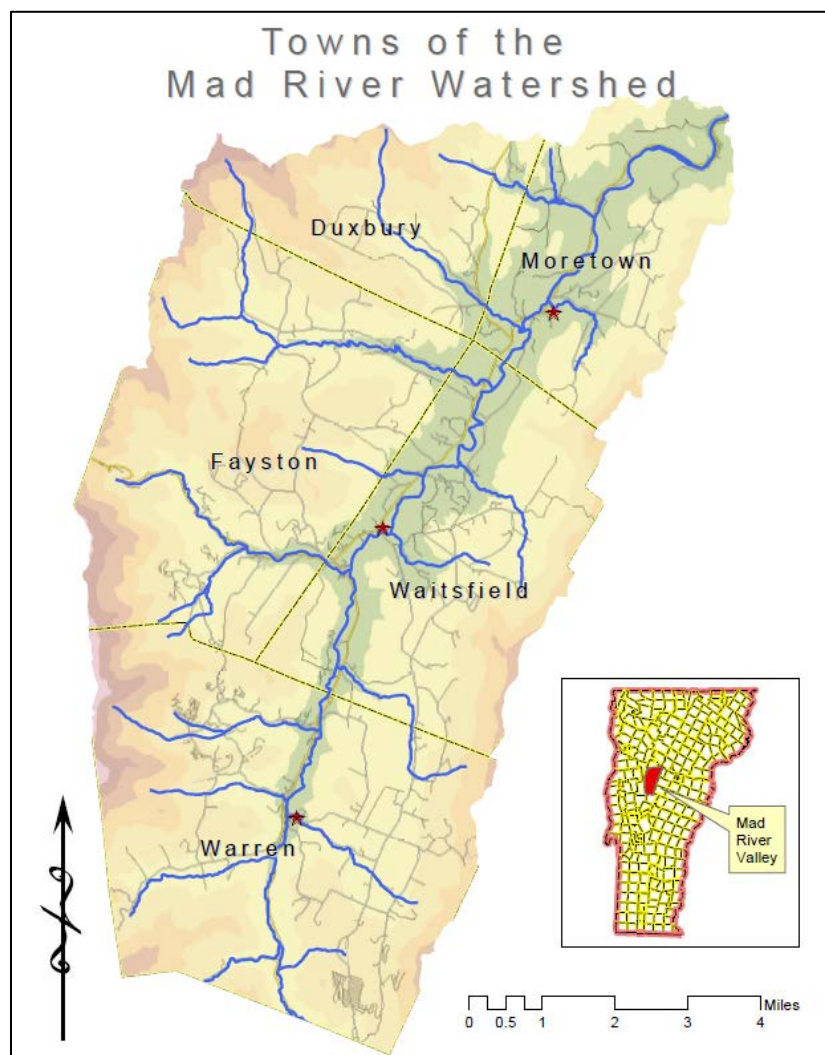 Towns of the
Mad River Watershed
Duxbury
Moretown
Fayston
Waitsfield
Warren
Mad
River
Valley
Miles
0 0.5 1 2 3 4